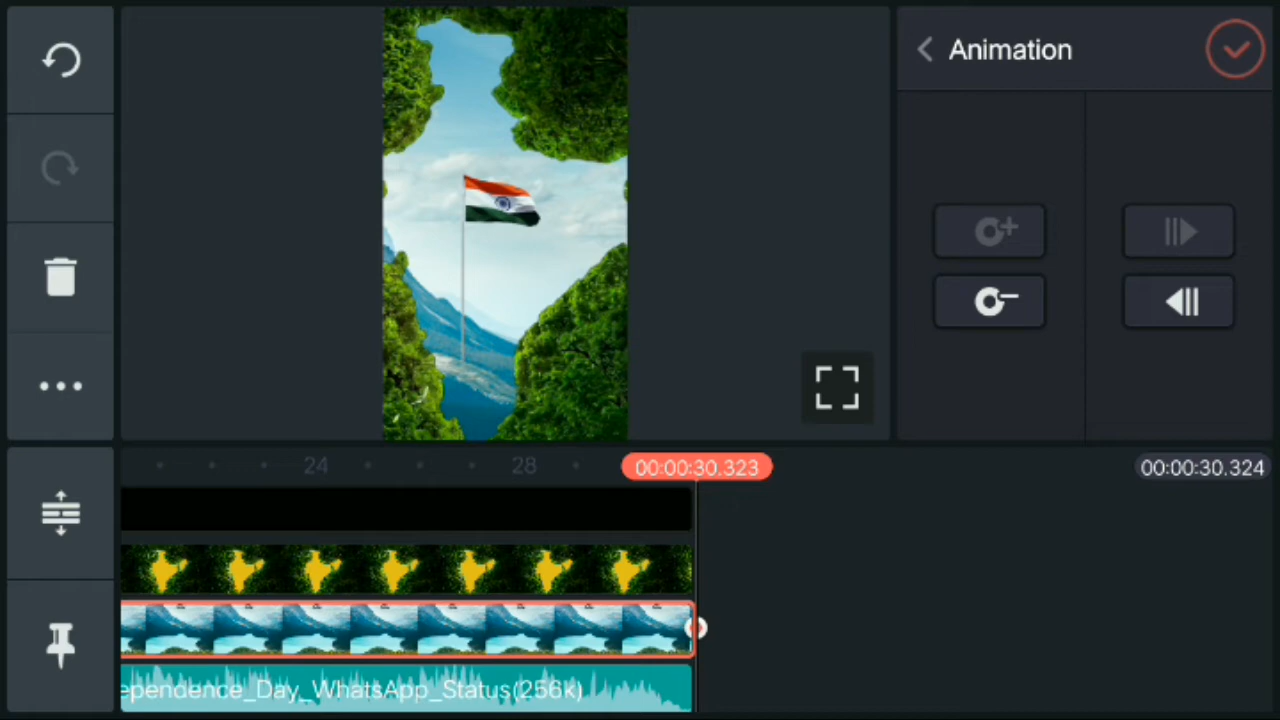 Animation
24
28
00:00:30.323
00:00:30.324
ependence_Day_WhatsApp_Status(256k)